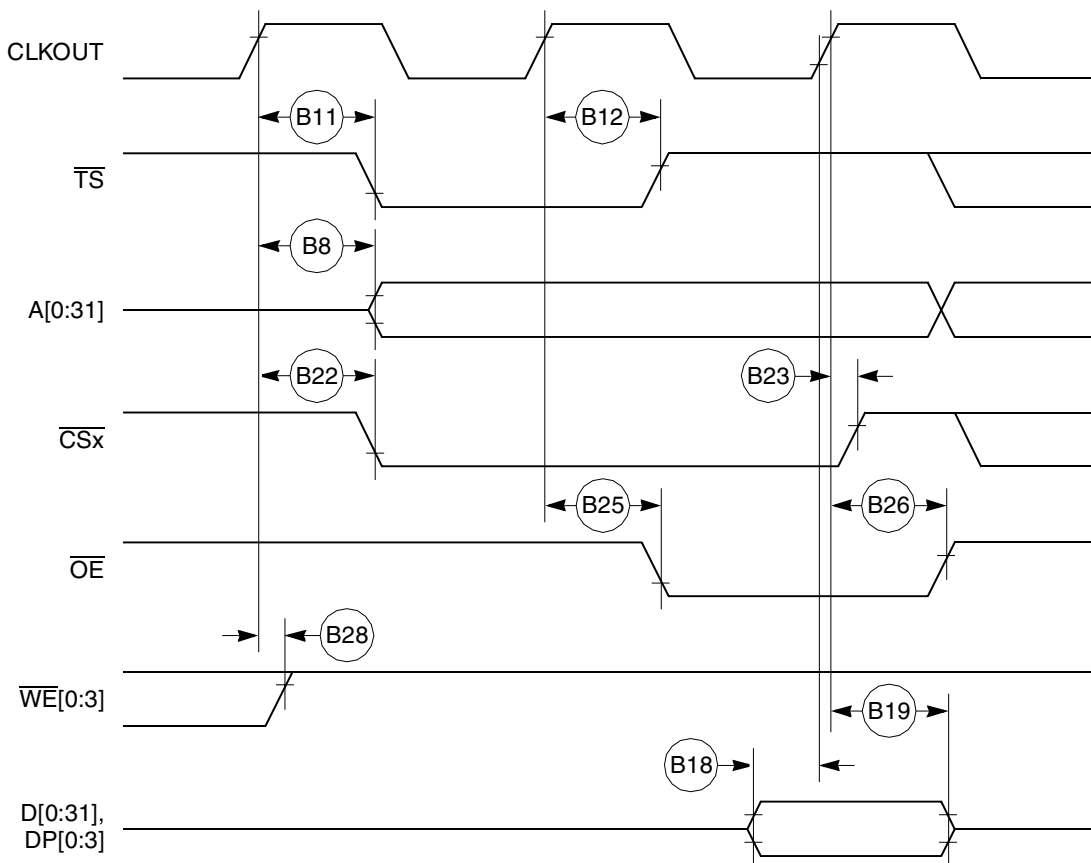 CLKOUT
B11
B12
TS
B8
A[0:31]
B22
B23
CSx
B25
B26
OE
B28
WE[0:3]
B19
B18
D[0:31],
DP[0:3]